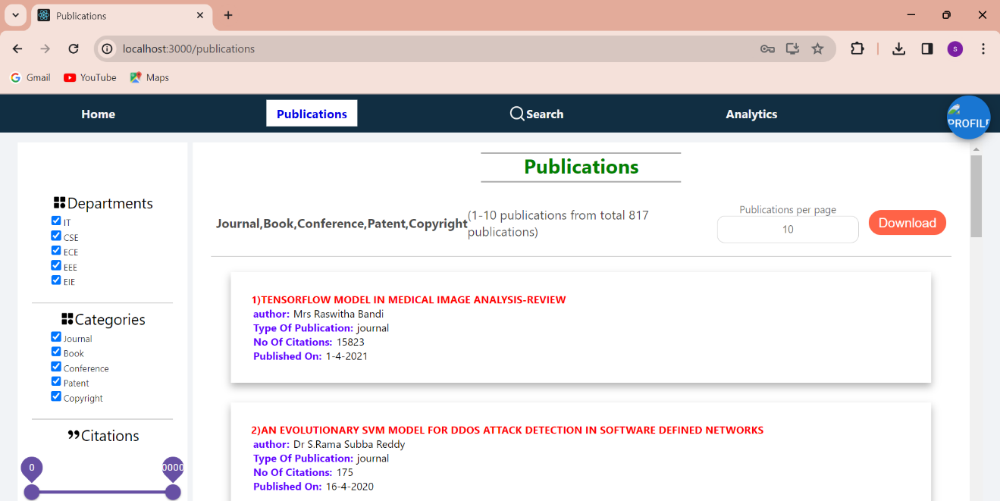 Publications
localhost:3000/publications
S
Gmail YouTube Maps
Home Publications Search Analytics
Departments
IT
CSE
ECE
EEE
EIE
Categories
Journal
Book
Conference
Patent
Copyright
Citations
0
Publications
Journal,Book,Conference,Patent,Copyright (1-10 publications from total 817
publications)
Publications per page
10
Download
1)TENSORFLOW MODEL IN MEDICAL IMAGE ANALYSIS-REVIEW
author: Mrs Raswitha Bandi
Type Of Publication: journal
No Of Citations: 15823
Published On: 1-4-2021
2)AN EVOLUTIONARY SVM MODEL FOR DDOS ATTACK DETECTION IN SOFTWARE DEFINED NETWORKS
author: Dr S.Rama Subba Reddy
Type Of Publication: journal
No Of Citations: 175
Published On: 16-4-2020